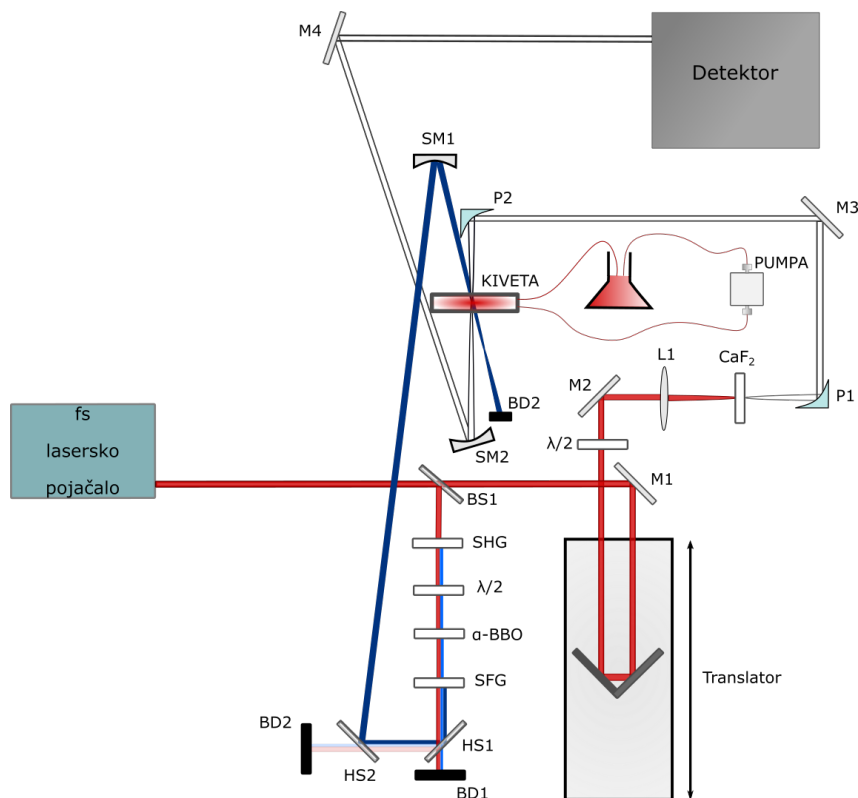 M4
Detektor
SM1
P2
M3
KIVETA
PUMPA
L1
CaF₂
M2
P1
BD2
fs
lasersko
pojačalo
SM2
λ/2
M1
BS1
SHG
λ/2
α-BBO
SFG
Translator
BD2
HS1
HS2
BD1